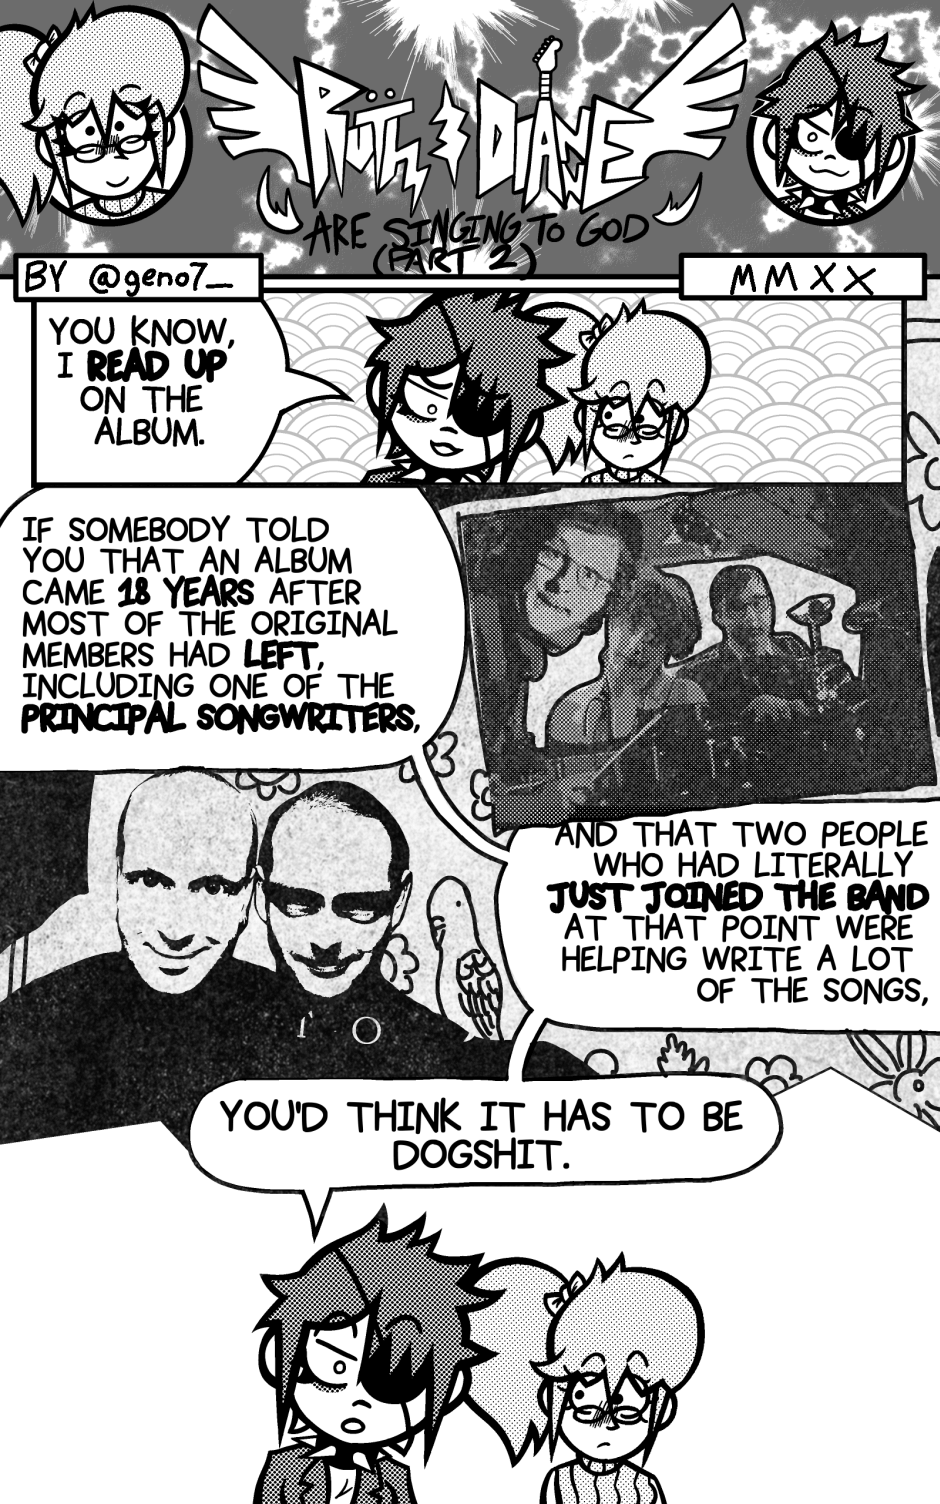 RÜTH & DIANE
ARE SINGING TO GOD
(PART 2)
BY @geno7_
MMXX
YOU KNOW,
I READ UP
ON THE
ALBUM.
IF SOMEBODY TOLD
YOU THAT AN ALBUM
CAME 18 YEARS AFTER
MOST OF THE ORIGINAL
MEMBERS HAD LEFT,
INCLUDING ONE OF THE
PRINCIPAL SONGWRITERS,
AND THAT TWO PEOPLE
WHO HAD LITERALLY
JUST JOINED THE BAND
AT THAT POINT WERE
HELPING WRITE A LOT
OF THE SONGS,
YOU'D THINK IT HAS TO BE
DOGSHIT.